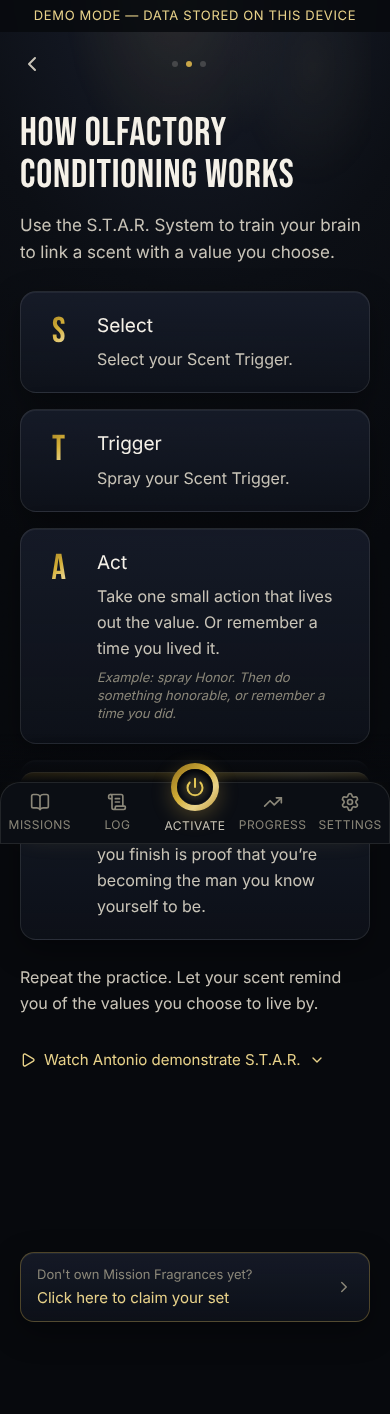 DEMO MODE — DATA STORED ON THIS DEVICE
HOW OLFACTORY
CONDITIONING WORKS
Use the S.T.A.R. System to train your brain
to link a scent with a value you choose.
S
Select
Select your Scent Trigger.
T
Trigger
Spray your Scent Trigger.
A
Act
Take one small action that lives
out the value. Or remember a
time you lived it.
Example: spray Honor. Then do
something honorable, or remember a
time you did.
MISSIONS
LOG
ACTIVATE
PROGRESS
SETTINGS
you finish is proof that you’re
becoming the man you know
yourself to be.
Repeat the practice. Let your scent remind
you of the values you choose to live by.
Watch Antonio demonstrate S.T.A.R.
Don't own Mission Fragrances yet?
Click here to claim your set